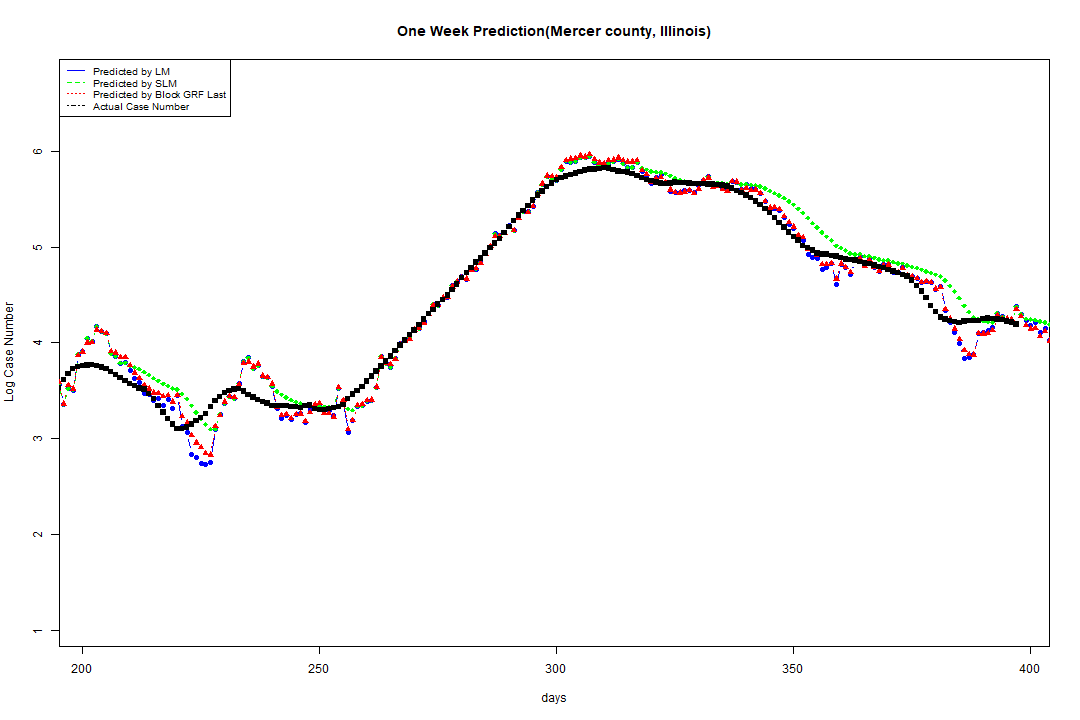 One Week Prediction(Mercer county, Illinois)
Predicted by LM
Predicted by SLM
Predicted by Block GRF Last
Actual Case Number
Log Case Number
6
5
4
3
2
1
200 250 300 350 400
days